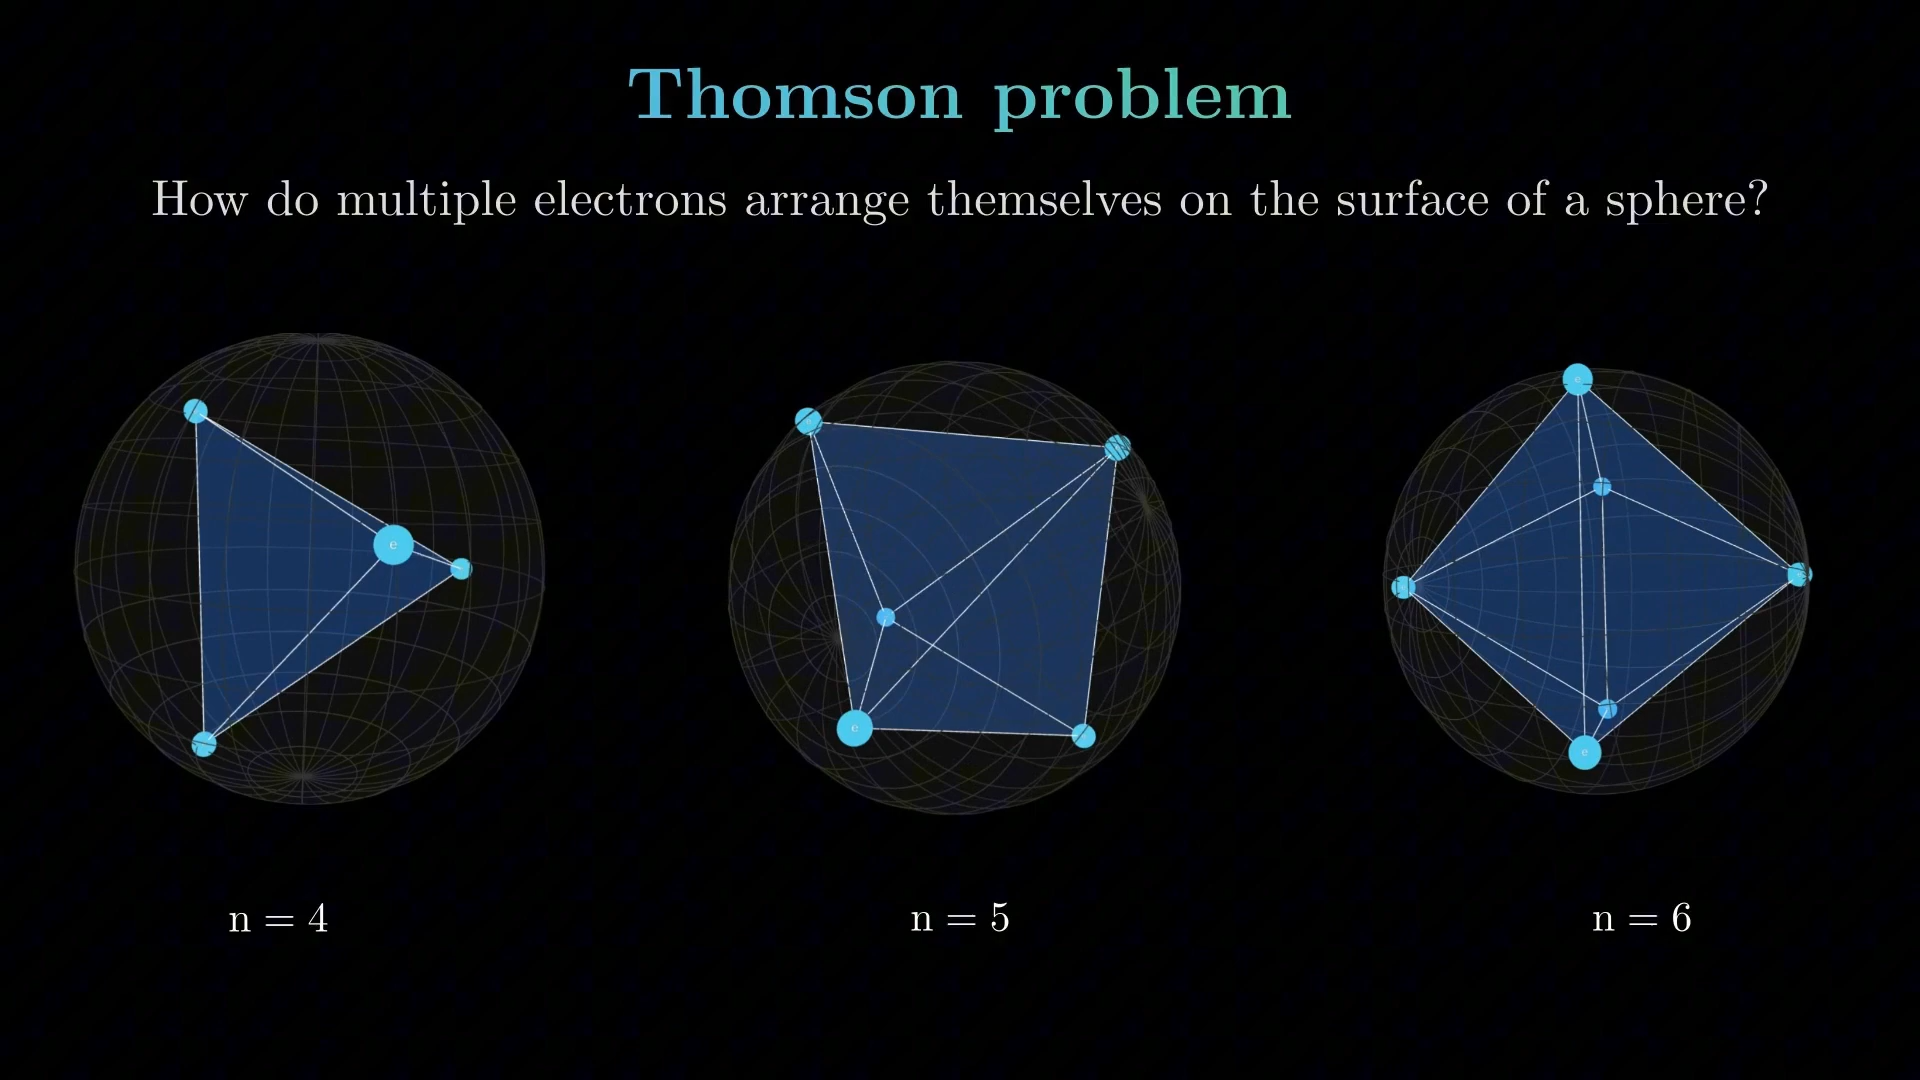 Thomson problem
How do multiple electrons arrange themselves on the surface of a sphere?
e
e
e
e
n = 4
n = 5
n = 6